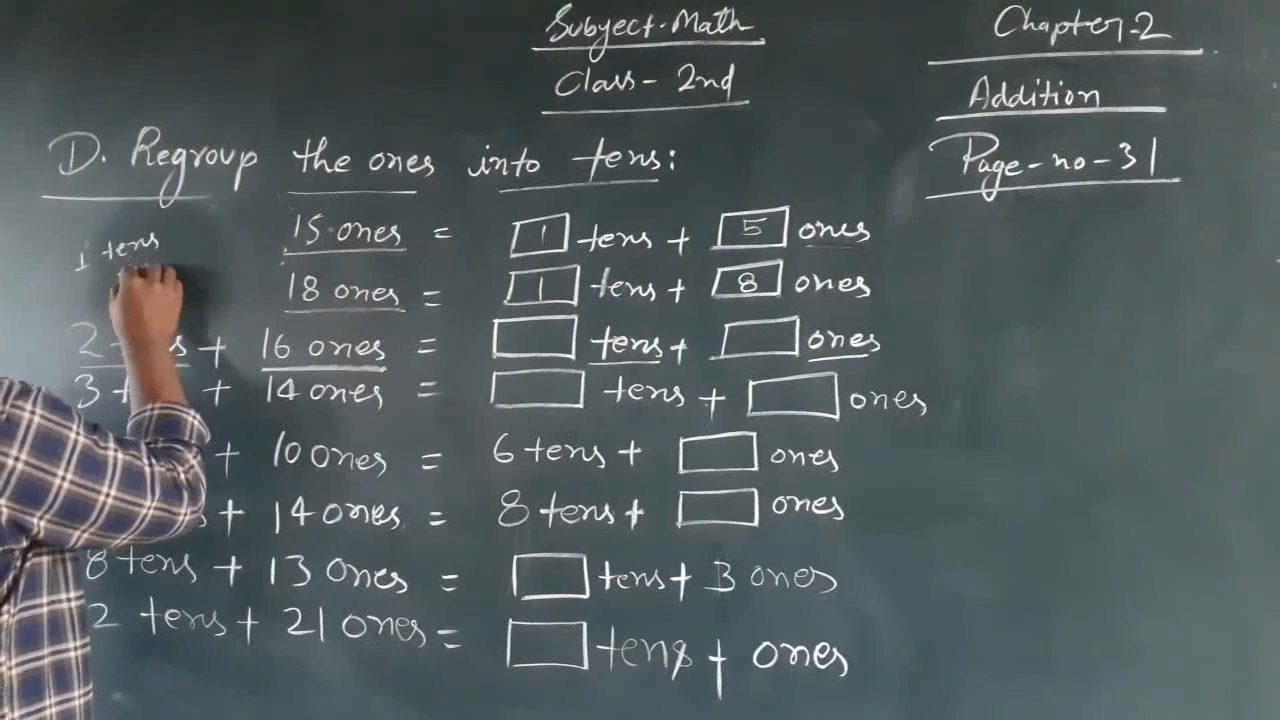 Subject-Math
Class- 2nd
Chapter-2
Addition
Page-no-31
D. Regroup the ones into tens:
15 ones = 1 tens + 5 ones
1 tens
18 ones = 1 tens + 8 ones
2 + 16 ones = tens + ones
3 + 14 ones = tens + ones
+ 10 ones = 6 tens + ones
+ 14 ones = 8 tens + ones
8 tens + 13 ones = tens + 3 ones
2 tens + 21 ones = tens + ones